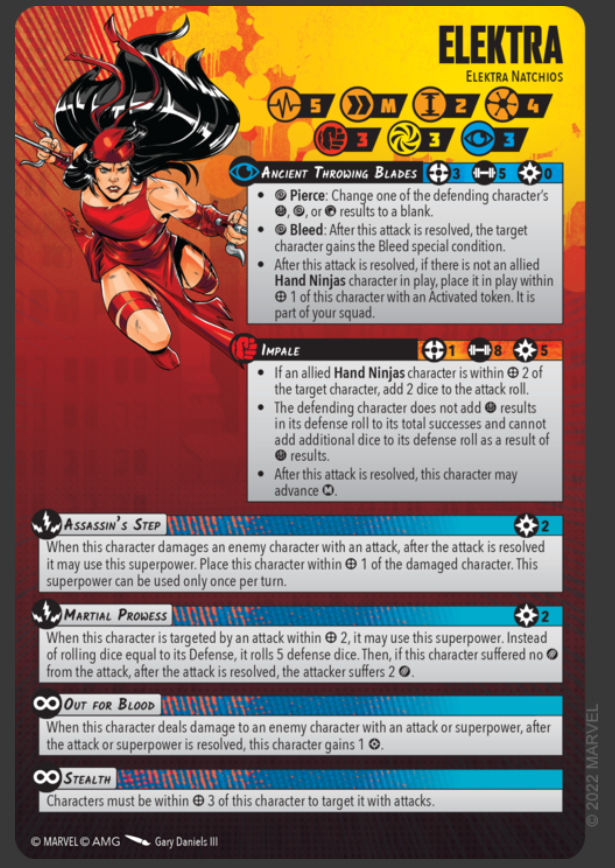 ELEKTRA
ELEKTRA NATCHIOS
5 M 2 4
3 3 3
ANCIENT THROWING BLADES 3 5 0
• Pierce: Change one of the defending character's
, , or results to a blank.
• Bleed: After this attack is resolved, the target
character gains the Bleed special condition.
• After this attack is resolved, if there is not an allied
Hand Ninjas character in play, place it in play within
1 of this character with an Activated token. It is
part of your squad.
IMPALE 1 8 5
• If an allied Hand Ninjas character is within 2 of
the target character, add 2 dice to the attack roll.
• The defending character does not add results
in its defense roll to its total successes and cannot
add additional dice to its defense roll as a result of
results.
• After this attack is resolved, this character may
advance M.
ASSASSIN'S STEP 2
When this character damages an enemy character with an attack, after the attack is resolved
it may use this superpower. Place this character within 1 of the damaged character. This
superpower can be used only once per turn.
MARTIAL PROWESS 2
When this character is targeted by an attack within 2, it may use this superpower. Instead
of rolling dice equal to its Defense, it rolls 5 defense dice. Then, if this character suffered no
from the attack, after the attack is resolved, the attacker suffers 2 .
OUT FOR BLOOD
When this character deals damage to an enemy character with an attack or superpower, after
the attack or superpower is resolved, this character gains 1 .
STEALTH
Characters must be within 3 of this character to target it with attacks.
© MARVEL © AMG Gary Daniels III
© 2022 MARVEL